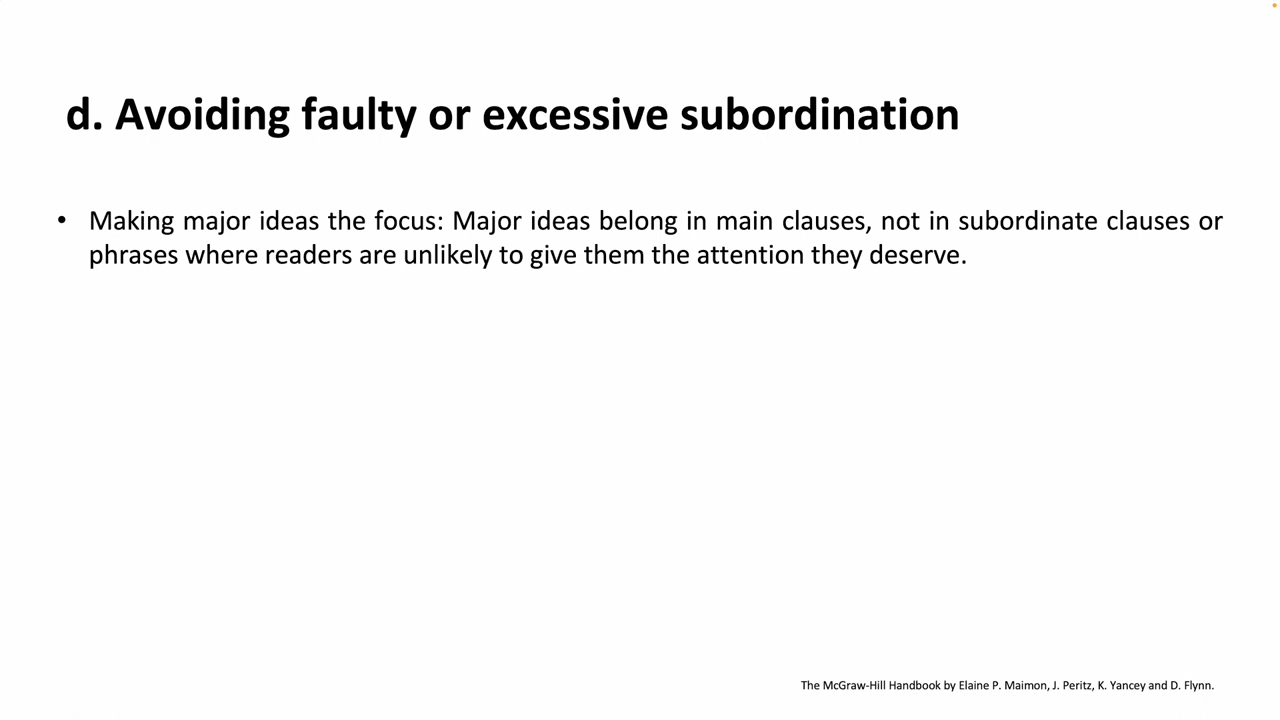 d. Avoiding faulty or excessive subordination
• Making major ideas the focus: Major ideas belong in main clauses, not in subordinate clauses or
phrases where readers are unlikely to give them the attention they deserve.
The McGraw-Hill Handbook by Elaine P. Maimon, J. Peritz, K. Yancey and D. Flynn.